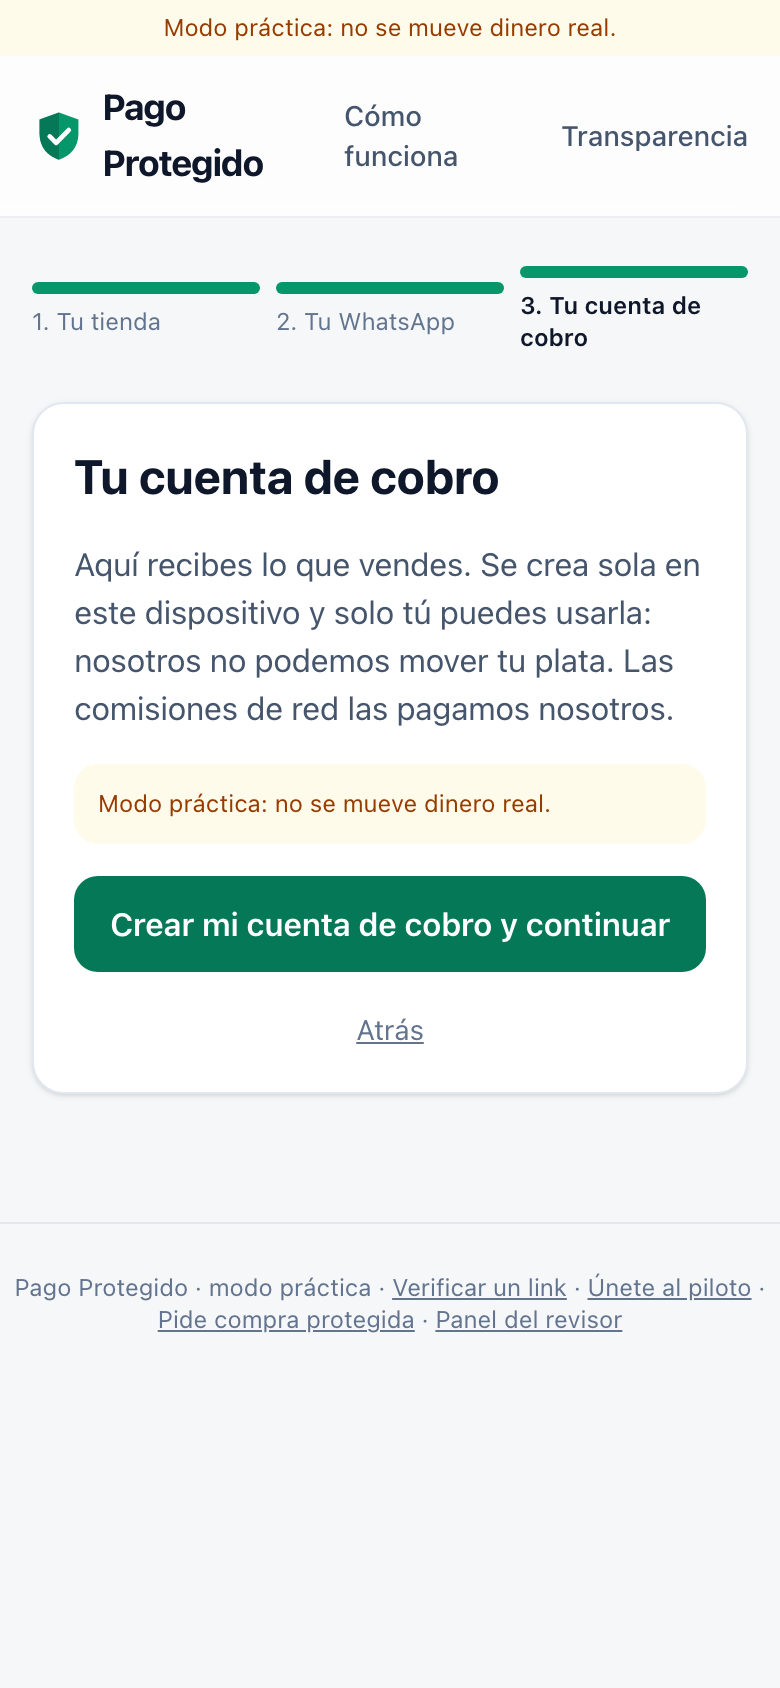 Modo práctica: no se mueve dinero real.
Pago
Protegido
Cómo
funciona
Transparencia
1. Tu tienda
2. Tu WhatsApp
3. Tu cuenta de
cobro
Tu cuenta de cobro
Aquí recibes lo que vendes. Se crea sola en
este dispositivo y solo tú puedes usarla:
nosotros no podemos mover tu plata. Las
comisiones de red las pagamos nosotros.
Modo práctica: no se mueve dinero real.
Crear mi cuenta de cobro y continuar
Atrás
Pago Protegido · modo práctica · Verificar un link · Únete al piloto ·
Pide compra protegida · Panel del revisor